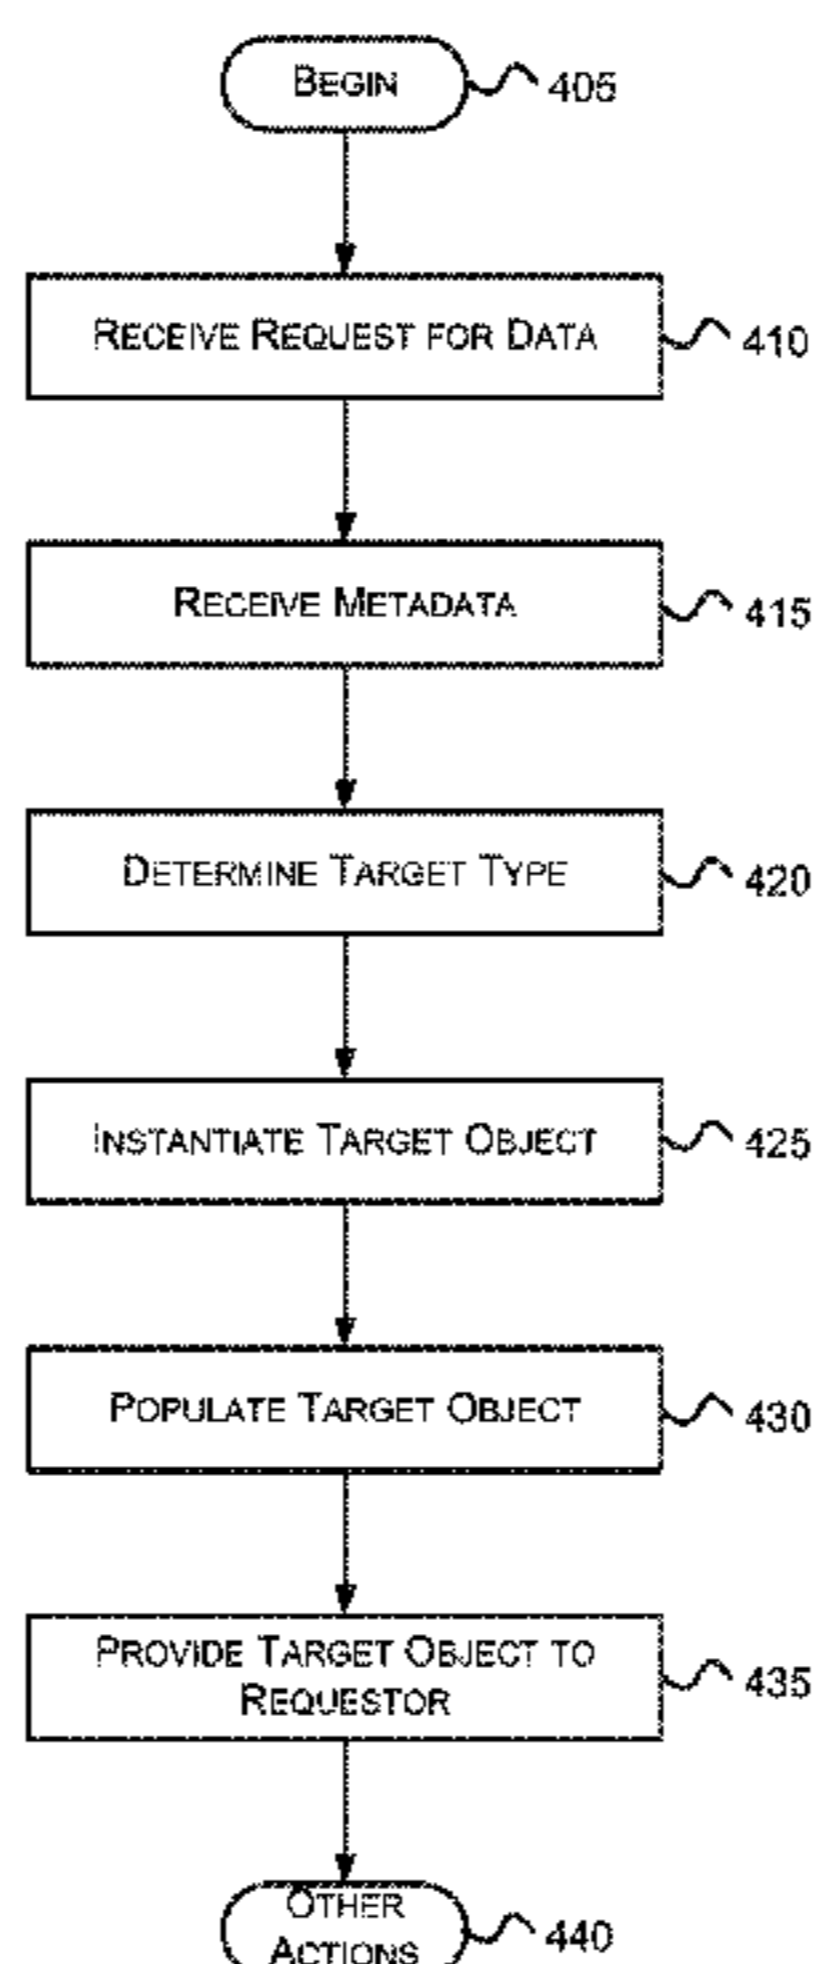 BEGIN
405
RECEIVE REQUEST FOR DATA
410
RECEIVE METADATA
415
DETERMINE TARGET TYPE
420
INSTANTIATE TARGET OBJECT
425
POPULATE TARGET OBJECT
430
PROVIDE TARGET OBJECT TO
REQUESTOR
435
OTHER
ACTIONS
440